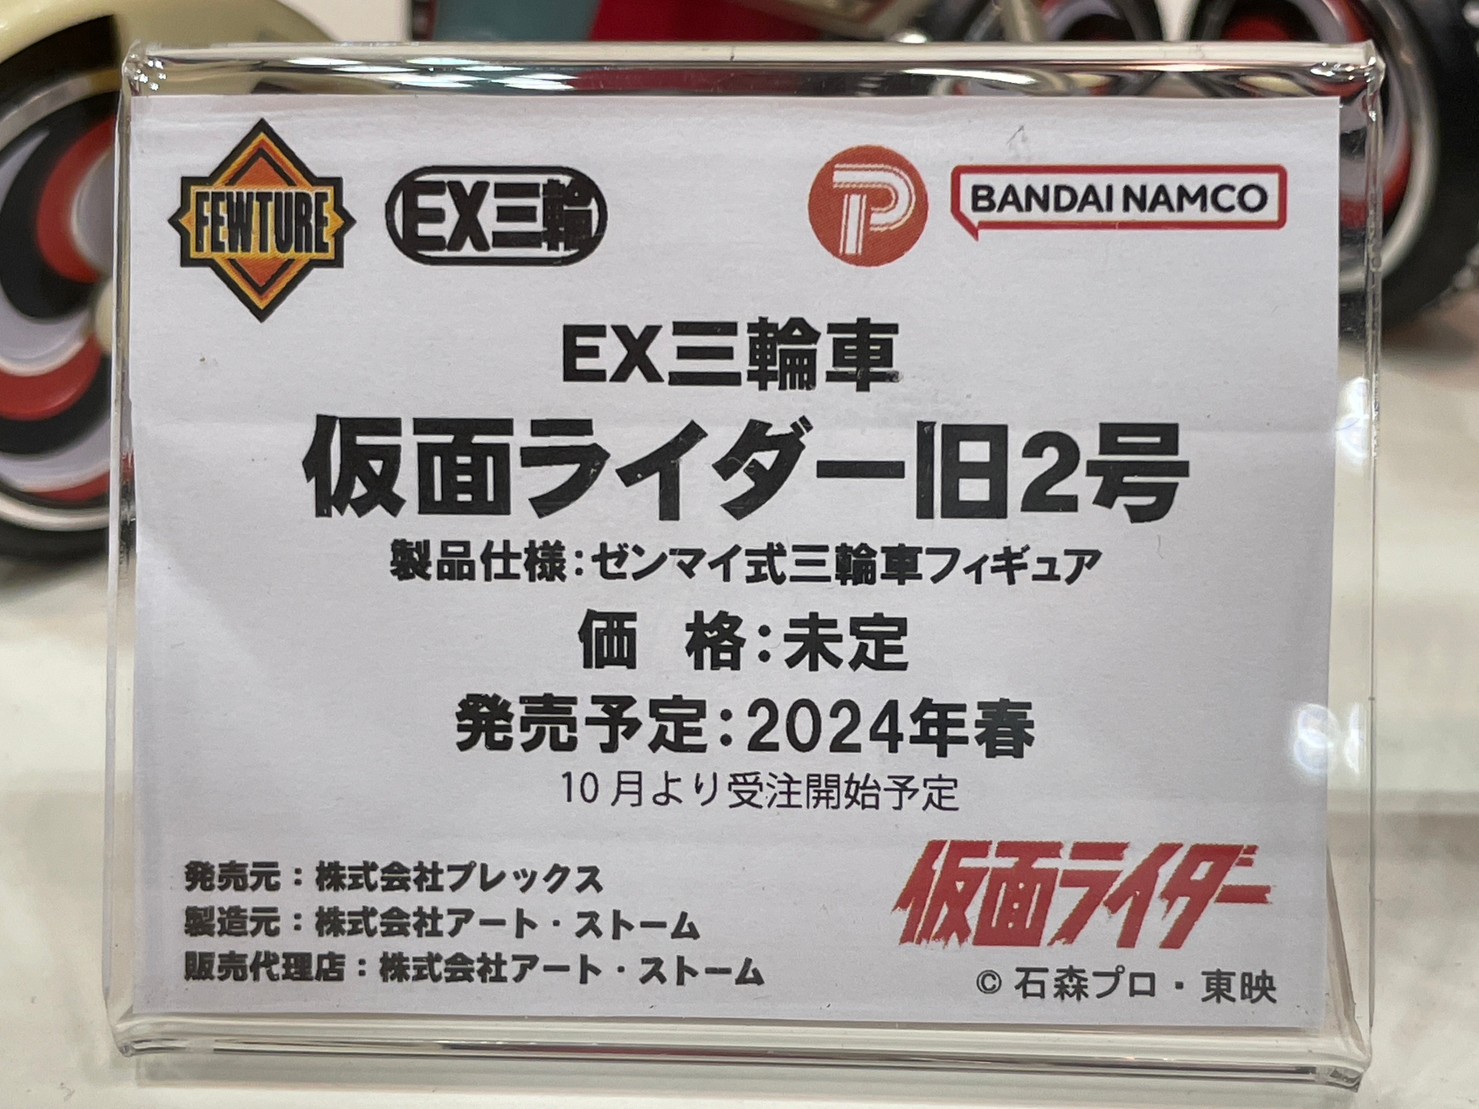 FEWTURE EX三輪 P BANDAI NAMCO
EX三輪車
仮面ライダー旧2号
製品仕様:ゼンマイ式三輪車フィギュア
価 格:未定
発売予定:2024年春
10月より受注開始予定
発売元:株式会社プレックス
製造元:株式会社アート・ストーム
販売代理店:株式会社アート・ストーム
仮面ライダー
© 石森プロ・東映